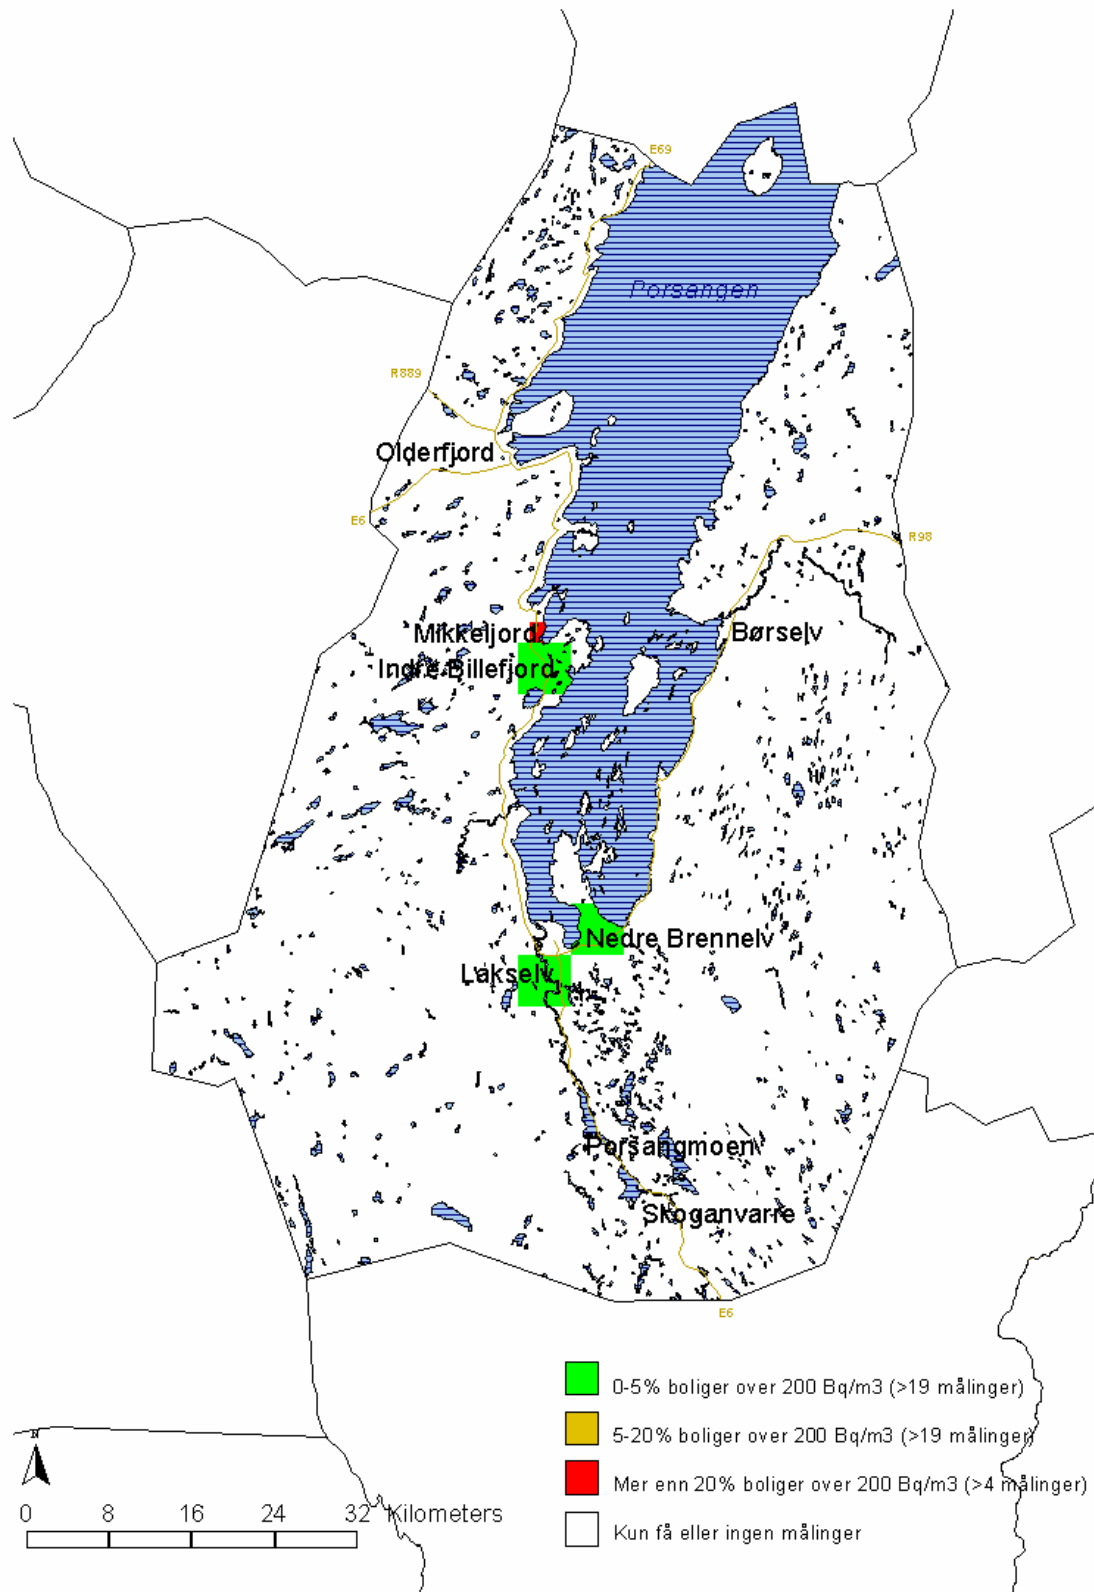 E69
Porsangen
R889
Olderfjord
E6
R98
Mikkeljord
Børselv
Indre Billefjord
Nedre Brennelv
Lakselv
Porsangmoen
Skoganvarre
E6
0-5% boliger over 200 Bq/m3 (>19 målinger)
5-20% boliger over 200 Bq/m3 (>19 målinger)
N
Mer enn 20% boliger over 200 Bq/m3 (>4 målinger)
0 8 16 24 32 Kilometers
Kun få eller ingen målinger